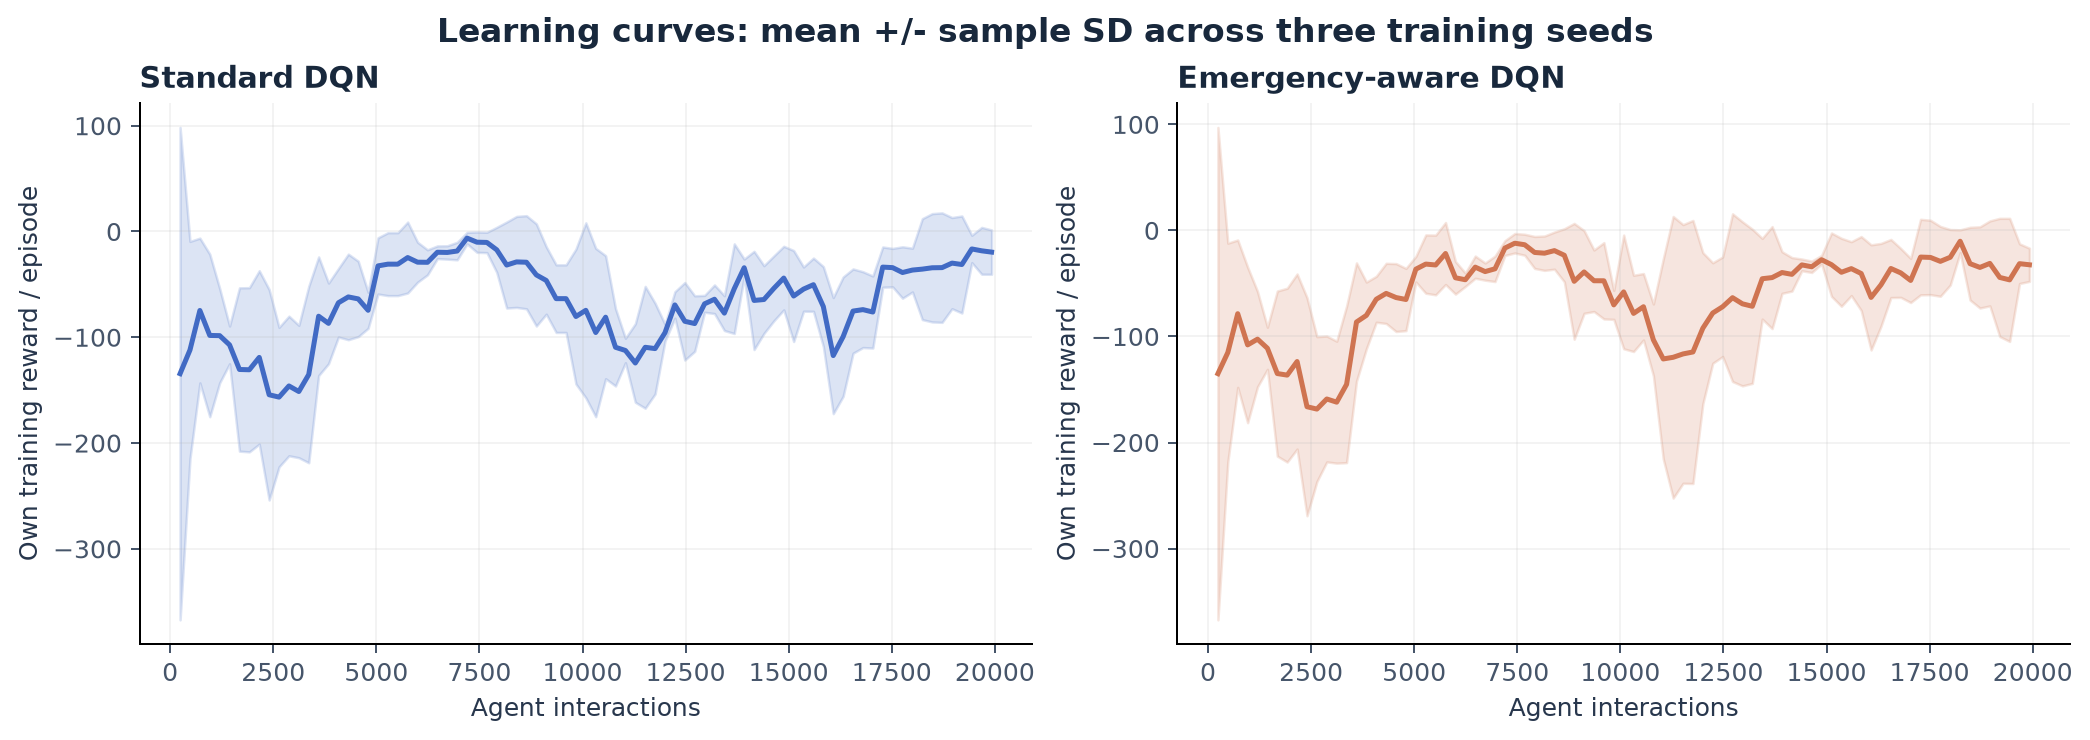 Learning curves: mean +/- sample SD across three training seeds
Standard DQN
Own training reward / episode
100
0
−100
−200
−300
0 2500 5000 7500 10000 12500 15000 17500 20000
Agent interactions
Emergency-aware DQN
Own training reward / episode
100
0
−100
−200
−300
0 2500 5000 7500 10000 12500 15000 17500 20000
Agent interactions